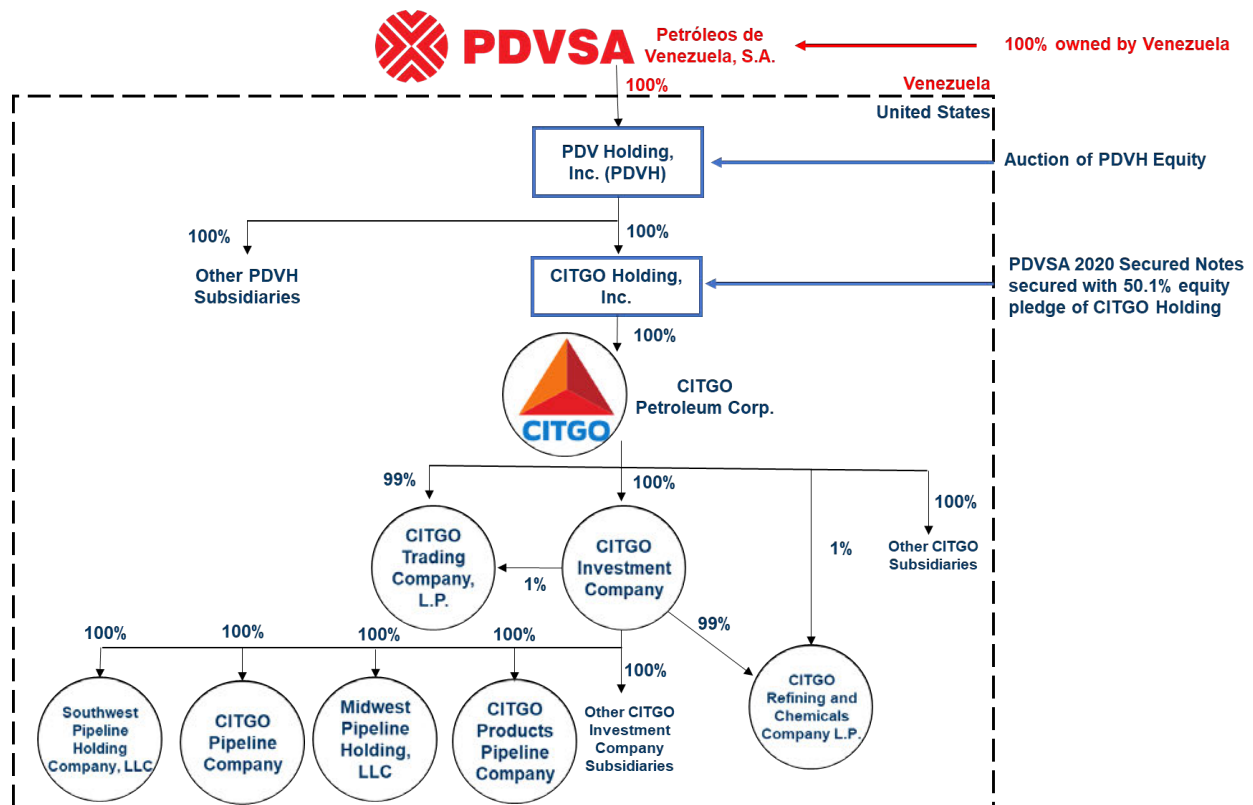 PDVSA
Petróleos de
Venezuela, S.A.
100% owned by Venezuela
100%
Venezuela
United States
PDV Holding,
Inc. (PDVH)
Auction of PDVH Equity
100%
100%
Other PDVH
Subsidiaries
CITGO Holding,
Inc.
PDVSA 2020 Secured Notes
secured with 50.1% equity
pledge of CITGO Holding
100%
CITGO
CITGO
Petroleum Corp.
99%
100%
1%
100%
CITGO
Trading
Company,
L.P.
1%
CITGO
Investment
Company
Other CITGO
Subsidiaries
100%
100%
100%
100%
100%
99%
Southwest
Pipeline
Holding
Company, LLC
CITGO
Pipeline
Company
Midwest
Pipeline
Holding,
LLC
CITGO
Products
Pipeline
Company
Other CITGO
Investment
Company
Subsidiaries
CITGO
Refining and
Chemicals
Company L.P.